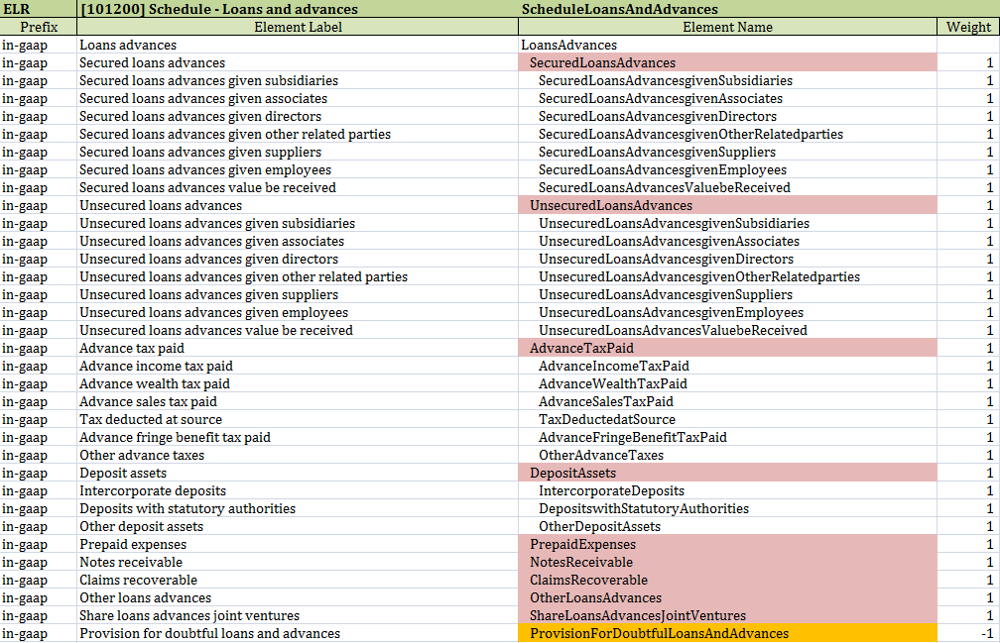 ELR [101200] Schedule - Loans and advances ScheduleLoansAndAdvances
Prefix Element Label Element Name Weight
in-gaap Loans advances LoansAdvances
in-gaap Secured loans advances SecuredLoansAdvances 1
in-gaap Secured loans advances given subsidiaries SecuredLoansAdvancesgivenSubsidiaries 1
in-gaap Secured loans advances given associates SecuredLoansAdvancesgivenAssociates 1
in-gaap Secured loans advances given directors SecuredLoansAdvancesgivenDirectors 1
in-gaap Secured loans advances given other related parties SecuredLoansAdvancesgivenOtherRelatedparties 1
in-gaap Secured loans advances given suppliers SecuredLoansAdvancesgivenSuppliers 1
in-gaap Secured loans advances given employees SecuredLoansAdvancesgivenEmployees 1
in-gaap Secured loans advances value be received SecuredLoansAdvancesValuebeReceived 1
in-gaap Unsecured loans advances UnsecuredLoansAdvances 1
in-gaap Unsecured loans advances given subsidiaries UnsecuredLoansAdvancesgivenSubsidiaries 1
in-gaap Unsecured loans advances given associates UnsecuredLoansAdvancesgivenAssociates 1
in-gaap Unsecured loans advances given directors UnsecuredLoansAdvancesgivenDirectors 1
in-gaap Unsecured loans advances given other related parties UnsecuredLoansAdvancesgivenOtherRelatedparties 1
in-gaap Unsecured loans advances given suppliers UnsecuredLoansAdvancesgivenSuppliers 1
in-gaap Unsecured loans advances given employees UnsecuredLoansAdvancesgivenEmployees 1
in-gaap Unsecured loans advances value be received UnsecuredLoansAdvancesValuebeReceived 1
in-gaap Advance tax paid AdvanceTaxPaid 1
in-gaap Advance income tax paid AdvanceIncomeTaxPaid 1
in-gaap Advance wealth tax paid AdvanceWealthTaxPaid 1
in-gaap Advance sales tax paid AdvanceSalesTaxPaid 1
in-gaap Tax deducted at source TaxDeductedatSource 1
in-gaap Advance fringe benefit tax paid AdvanceFringeBenefitTaxPaid 1
in-gaap Other advance taxes OtherAdvanceTaxes 1
in-gaap Deposit assets DepositAssets 1
in-gaap Intercorporate deposits IntercorporateDeposits 1
in-gaap Deposits with statutory authorities DepositswithStatutoryAuthorities 1
in-gaap Other deposit assets OtherDepositAssets 1
in-gaap Prepaid expenses PrepaidExpenses 1
in-gaap Notes receivable NotesReceivable 1
in-gaap Claims recoverable ClaimsRecoverable 1
in-gaap Other loans advances OtherLoansAdvances 1
in-gaap Share loans advances joint ventures ShareLoansAdvancesJointVentures 1
in-gaap Provision for doubtful loans and advances ProvisionForDoubtfulLoansAndAdvances -1